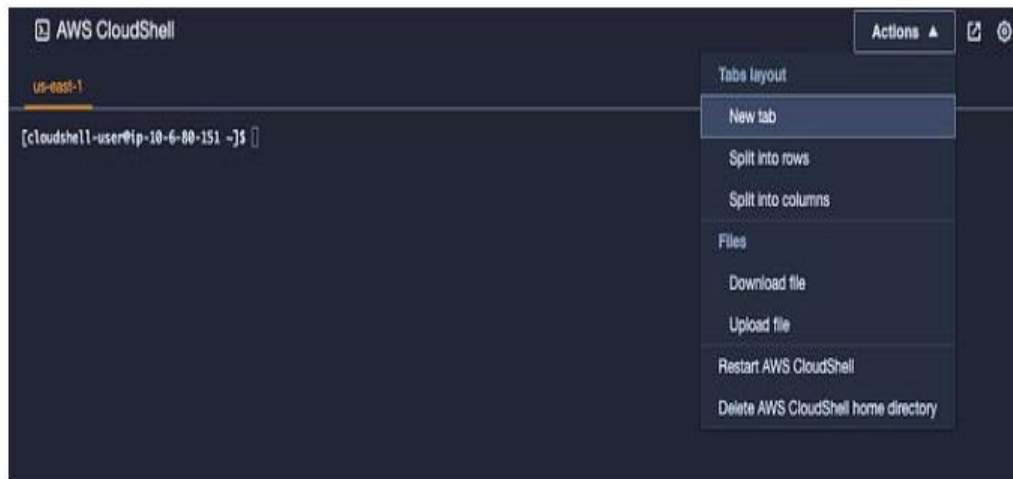 AWS CloudShell
Actions ▲
us-east-1
[cloudshell-user@ip-10-6-80-151 ~]$
Tabs layout
New tab
Split into rows
Split into columns
Files
Download file
Upload file
Restart AWS CloudShell
Delete AWS CloudShell home directory